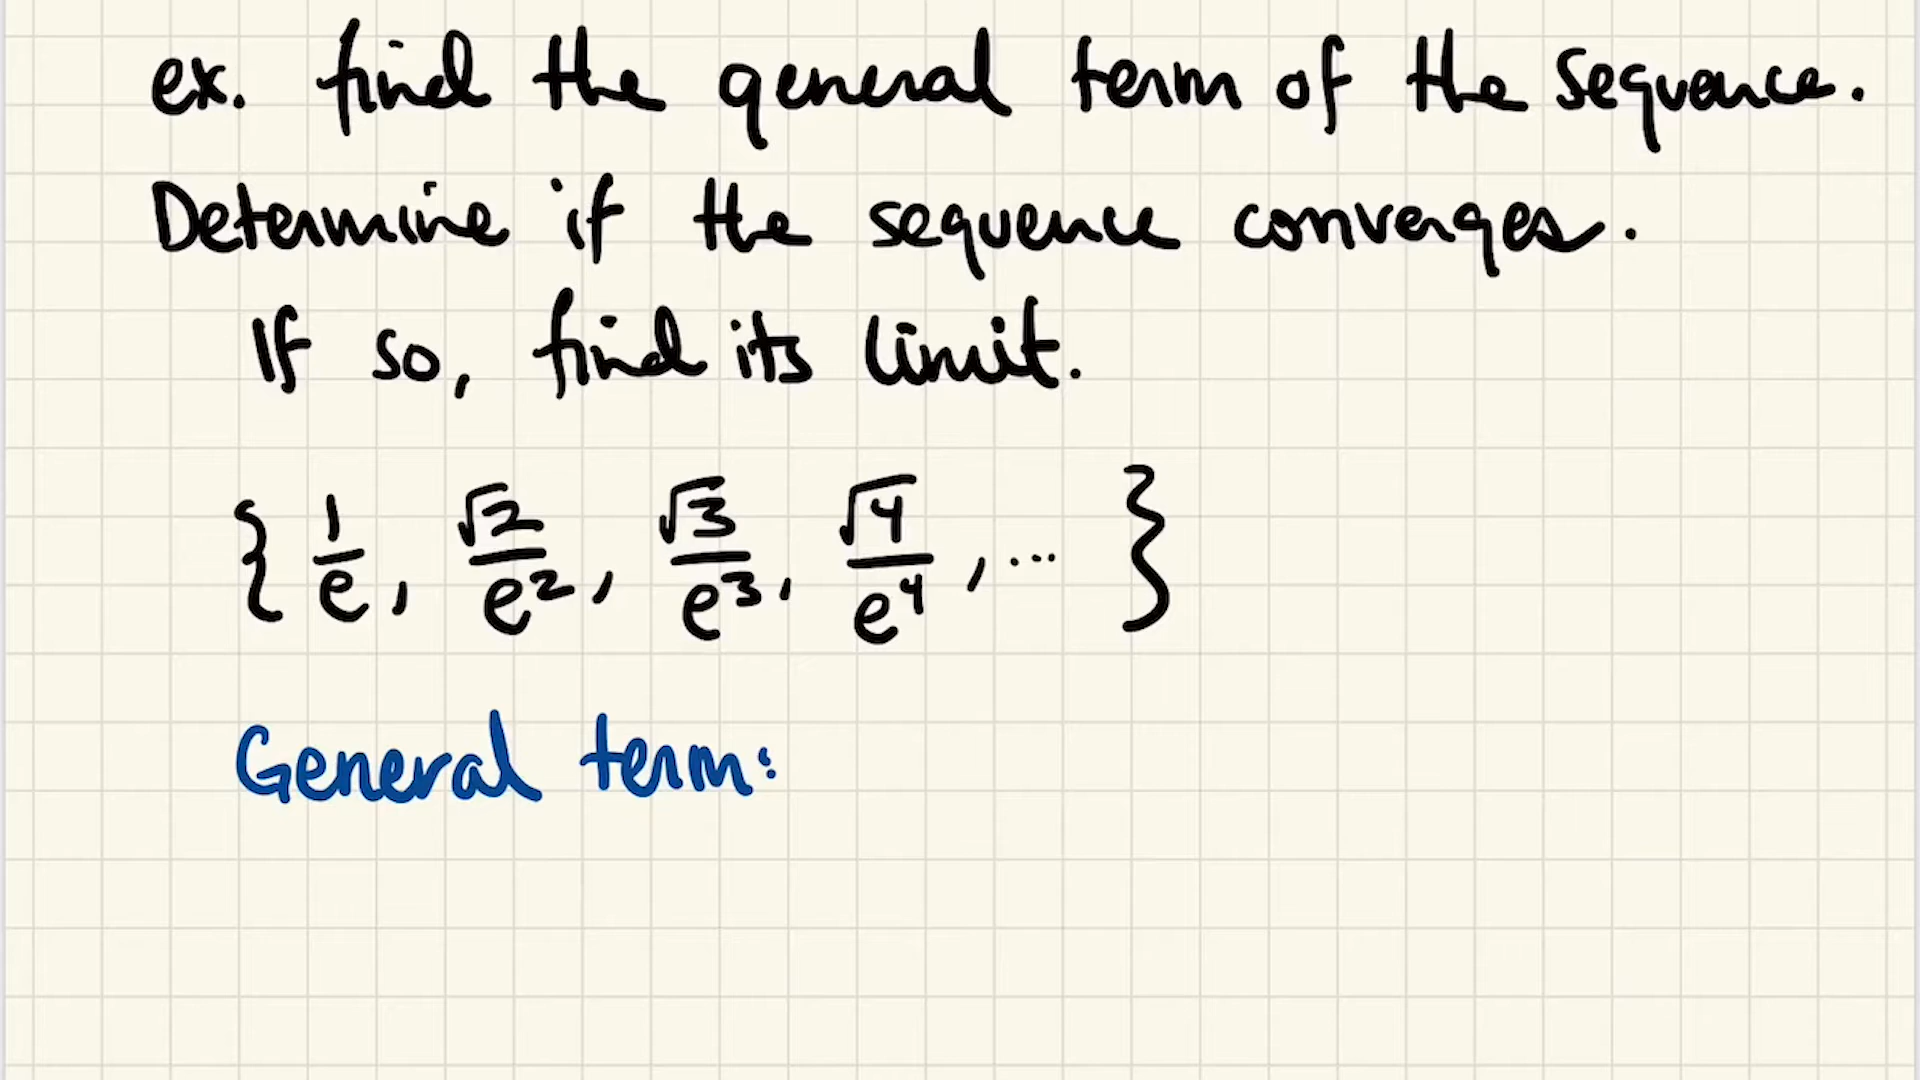 ex. find the general term of the sequence.
Determine if the sequence converges.
If so, find its limit.
{ 1/e, √2/e², √3/e³, √4/e⁴, ... }
General term: